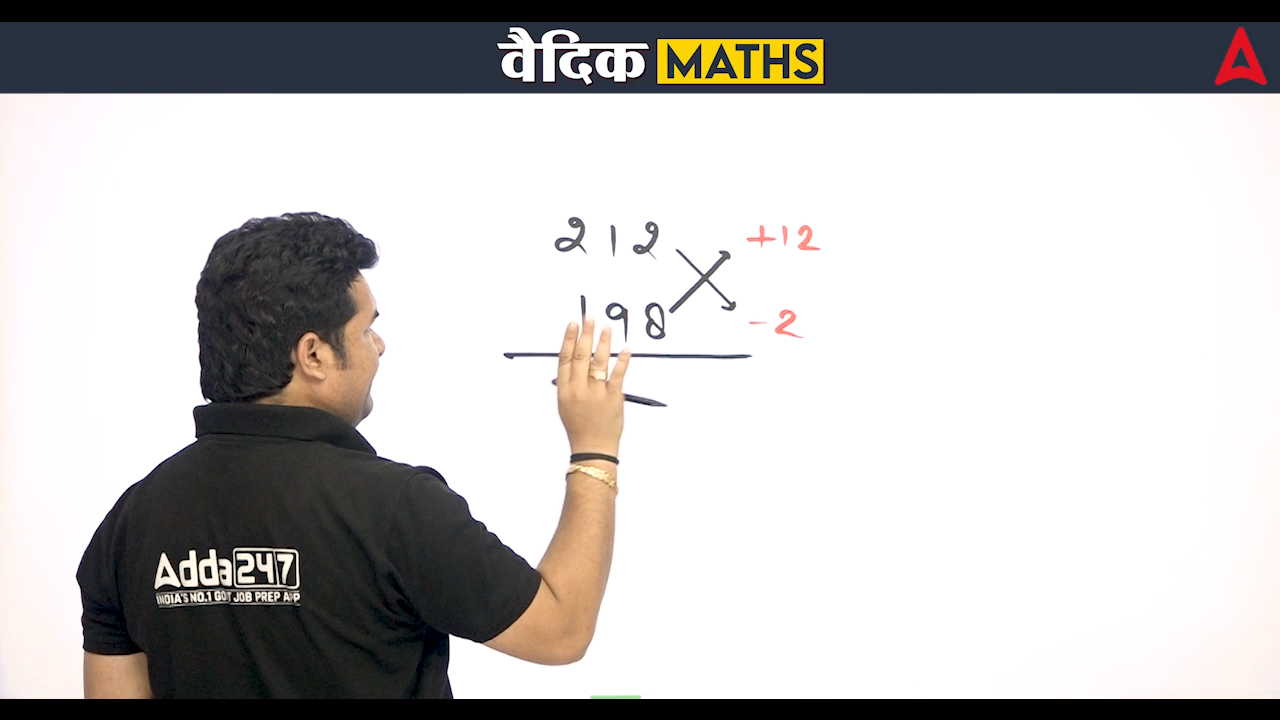 वैदिक MATHS
212 +12
198 -2
Adda247
INDIA'S NO.1 GOVT JOB PREP APP